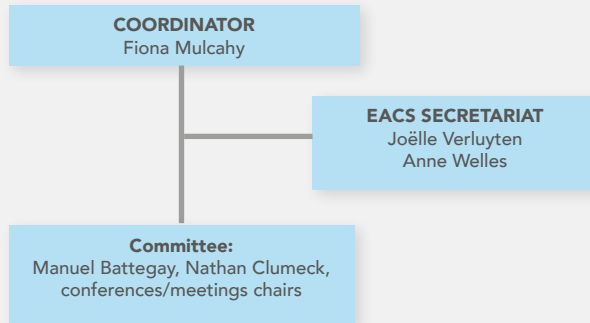 COORDINATOR
Fiona Mulcahy
EACS SECRETARIAT
Joëlle Verluyten
Anne Welles
Committee:
Manuel Battegay, Nathan Clumeck,
conferences/meetings chairs